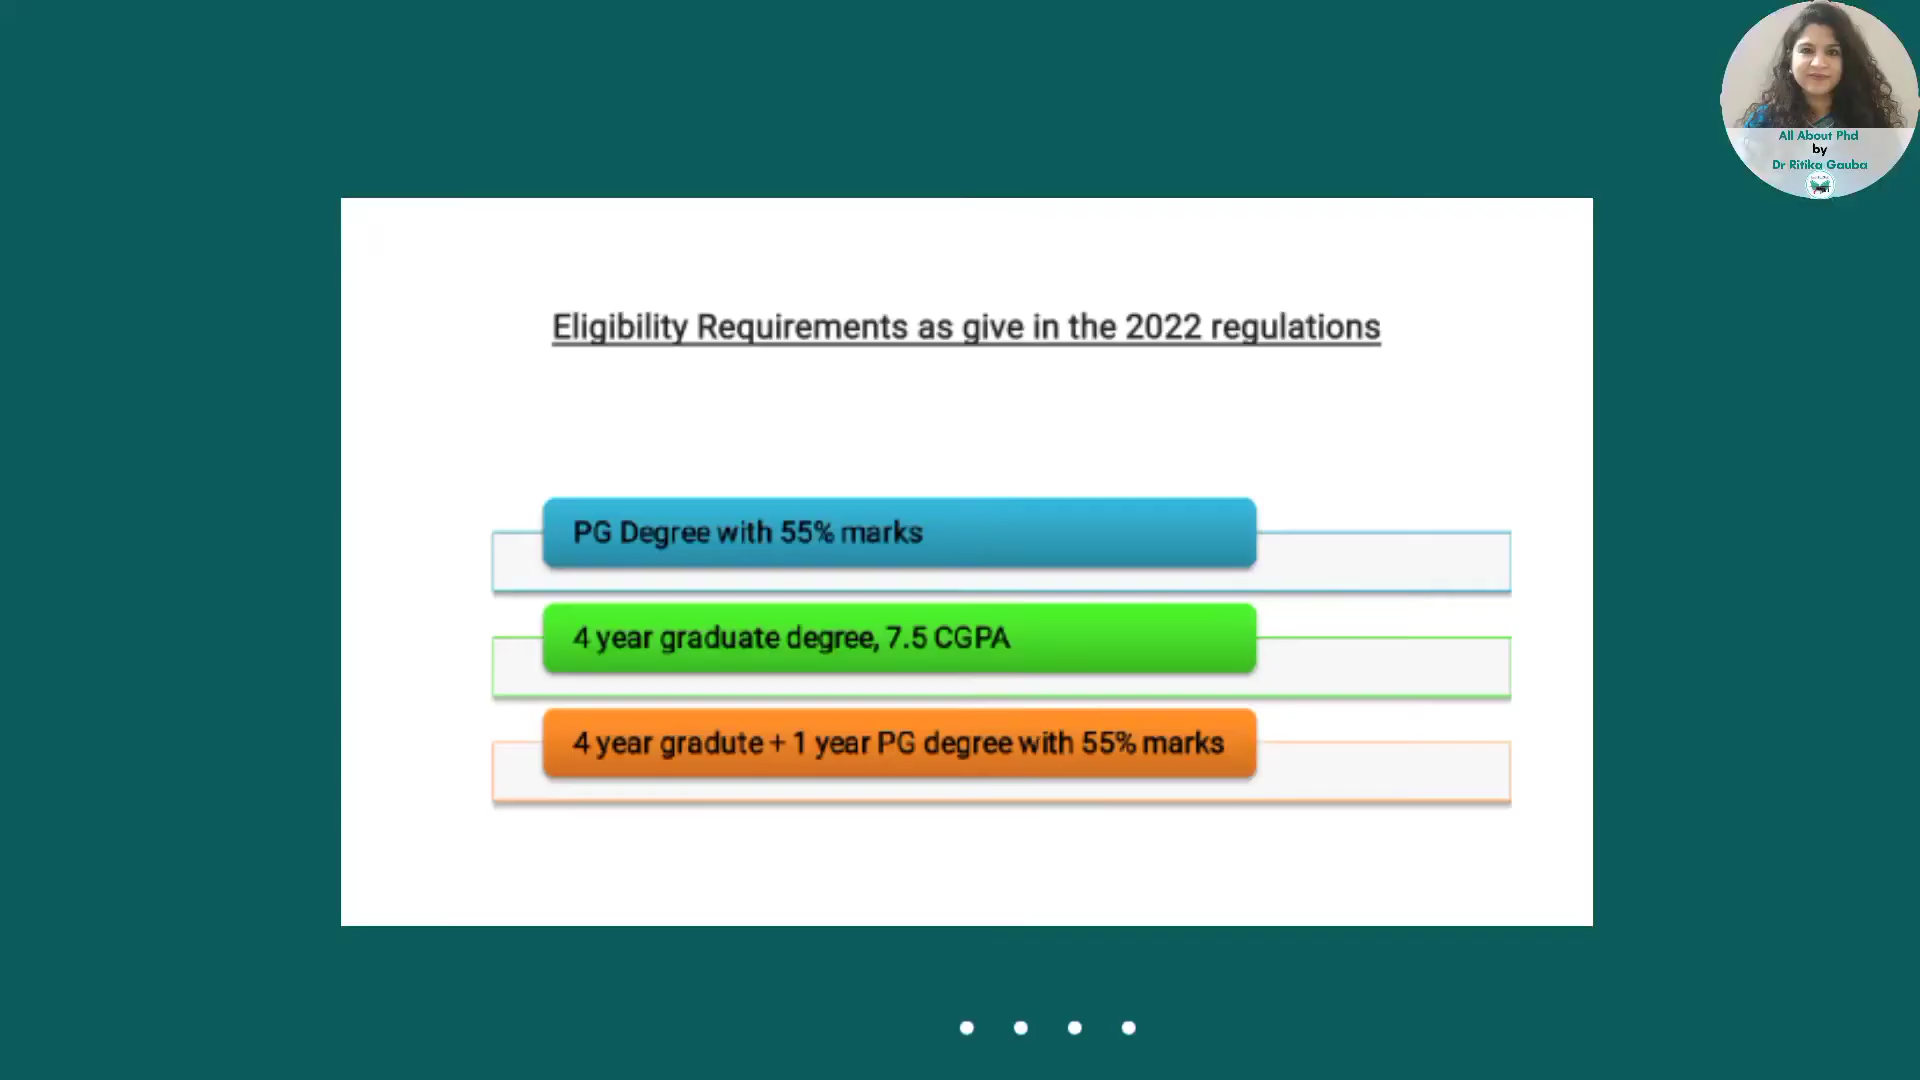 All About Phd
by
Dr Ritika Gauba
Eligibility Requirements as give in the 2022 regulations
PG Degree with 55% marks
4 year graduate degree, 7.5 CGPA
4 year gradute + 1 year PG degree with 55% marks